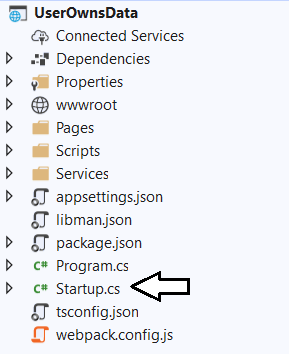 UserOwnsData
Connected Services
Dependencies
Properties
wwwroot
Pages
Scripts
Services
appsettings.json
libman.json
package.json
C# Program.cs
C# Startup.cs
tsconfig.json
webpack.config.js